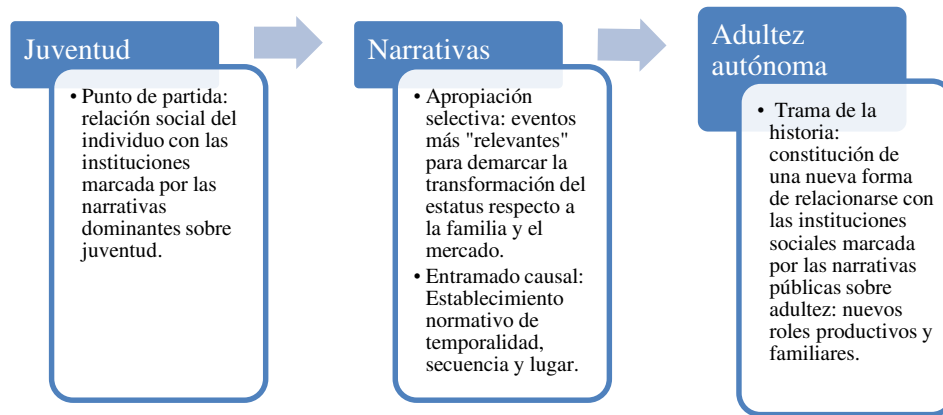 Juventud
• Punto de partida:
relación social del
individuo con las
instituciones
marcada por las
narrativas
dominantes sobre
juventud.
Narrativas
• Apropiación
selectiva: eventos
más "relevantes"
para demarcar la
transformación del
estatus respecto a
la familia y el
mercado.
• Entramado causal:
Establecimiento
normativo de
temporalidad,
secuencia y lugar.
Adultez
autónoma
• Trama de la
historia:
constitución de
una nueva forma
de relacionarse con
las instituciones
sociales marcada
por las narrativas
públicas sobre
adultez: nuevos
roles productivos y
familiares.